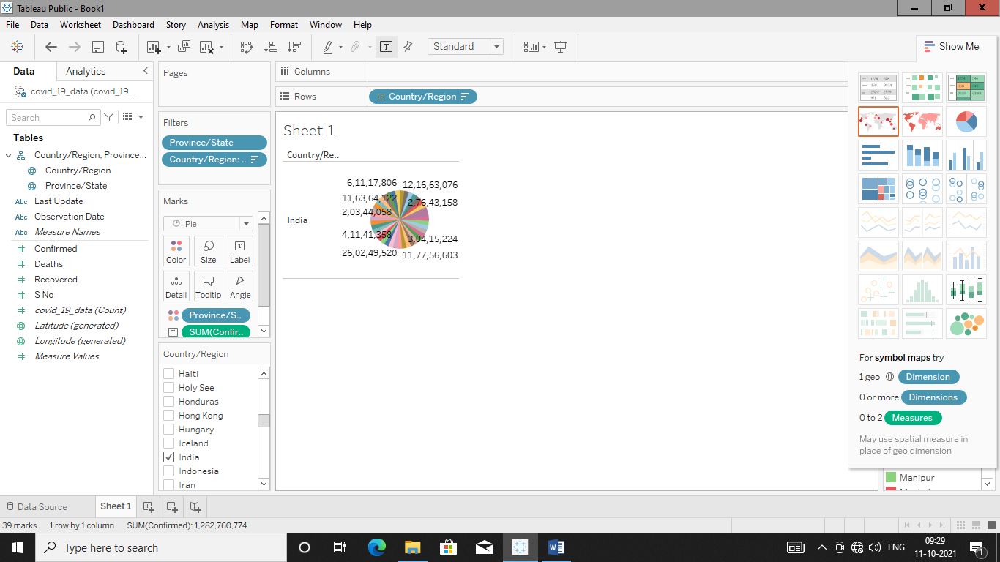 Tableau Public - Book1
File Data Worksheet Dashboard Story Analysis Map Format Window Help
Standard
Show Me
Data Analytics
covid_19_data (covid_19...
Search
Tables
Country/Region, Province...
Country/Region
Province/State
Abc Last Update
Abc Observation Date
Abc Measure Names
Confirmed
Deaths
Recovered
S No
covid_19_data (Count)
Latitude (generated)
Longitude (generated)
Measure Values
Pages
Filters
Province/State
Country/Region: ..
Marks
Pie
Color Size Label
Detail Tooltip Angle
Province/S..
SUM(Confir..
Country/Region
Haiti
Holy See
Honduras
Hong Kong
Hungary
Iceland
India
Indonesia
Iran
Columns
Rows Country/Region
Sheet 1
Country/Re..
India
6,11,17,806 12,16,63,076
11,63,64,122 2,76,43,158
2,03,44,058
4,11,41,358 3,04,15,224
26,02,49,520 11,77,56,603
For symbol maps try
1 geo Dimension
0 or more Dimensions
0 to 2 Measures
May use spatial measure in
place of geo dimension
Manipur
Data Source Sheet 1
39 marks 1 row by 1 column SUM(Confirmed): 1,282,760,774
Type here to search
ENG
09:29
11-10-2021
1